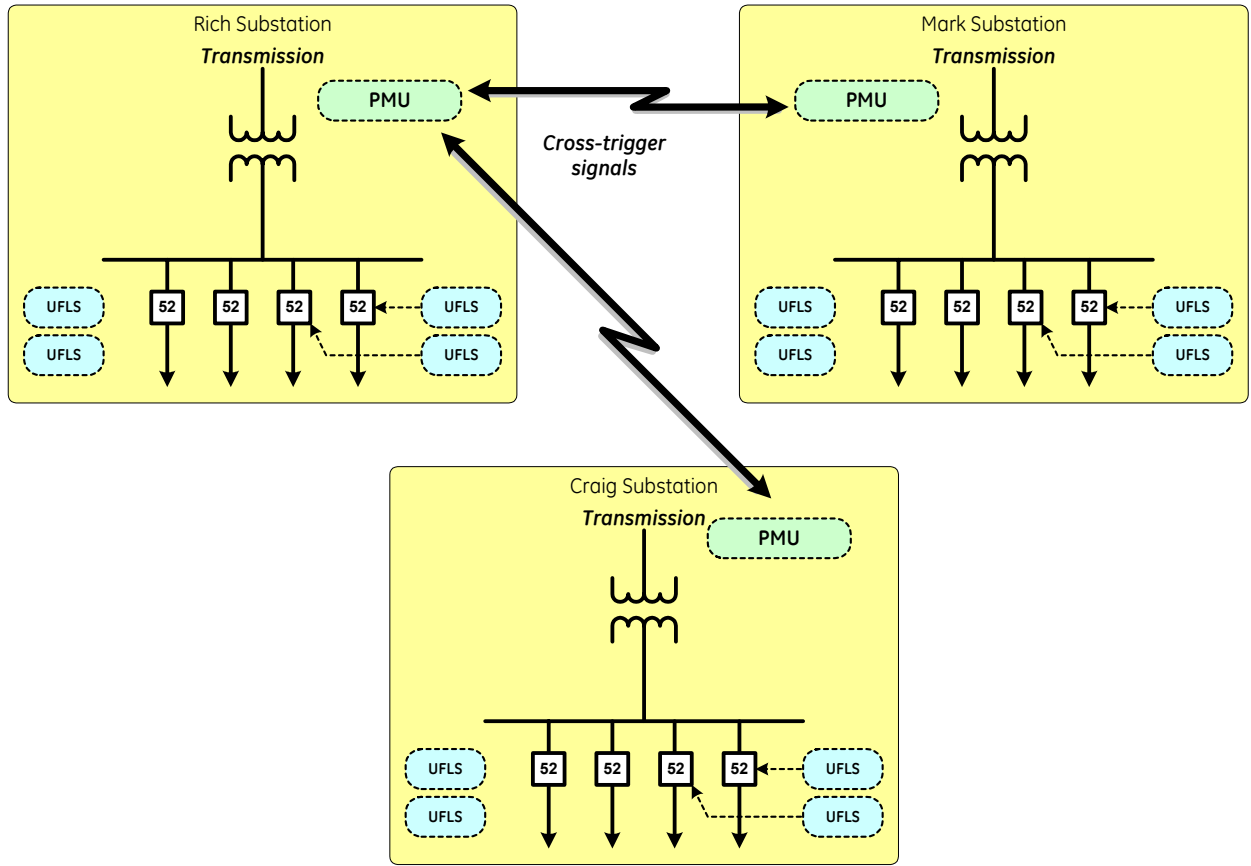 Rich Substation
Transmission
PMU
UFLS
UFLS
52
52
52
52
UFLS
UFLS
Cross-trigger
signals
Mark Substation
Transmission
PMU
UFLS
UFLS
52
52
52
52
UFLS
UFLS
Craig Substation
Transmission
PMU
UFLS
UFLS
52
52
52
52
UFLS
UFLS